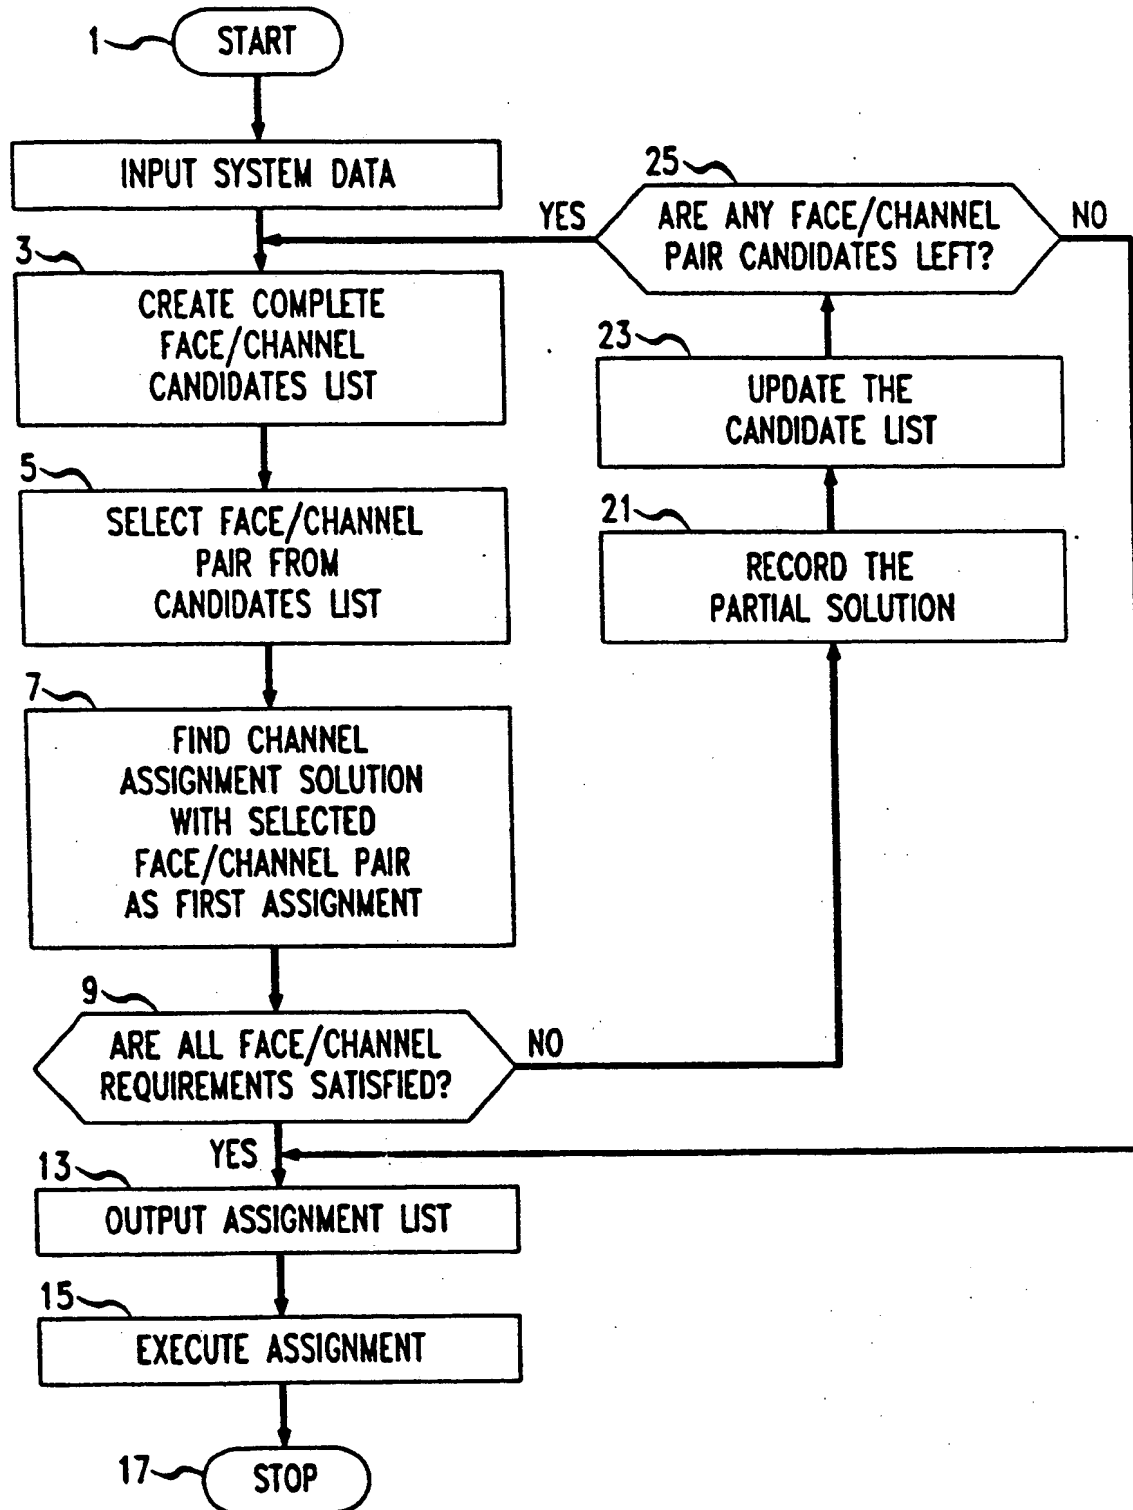 1
START
INPUT SYSTEM DATA
3
CREATE COMPLETE
FACE/CHANNEL
CANDIDATES LIST
5
SELECT FACE/CHANNEL
PAIR FROM
CANDIDATES LIST
7
FIND CHANNEL
ASSIGNMENT SOLUTION
WITH SELECTED
FACE/CHANNEL PAIR
AS FIRST ASSIGNMENT
9
ARE ALL FACE/CHANNEL
REQUIREMENTS SATISFIED?
NO
YES
13
OUTPUT ASSIGNMENT LIST
15
EXECUTE ASSIGNMENT
17
STOP
21
RECORD THE
PARTIAL SOLUTION
23
UPDATE THE
CANDIDATE LIST
25
ARE ANY FACE/CHANNEL
PAIR CANDIDATES LEFT?
YES
NO